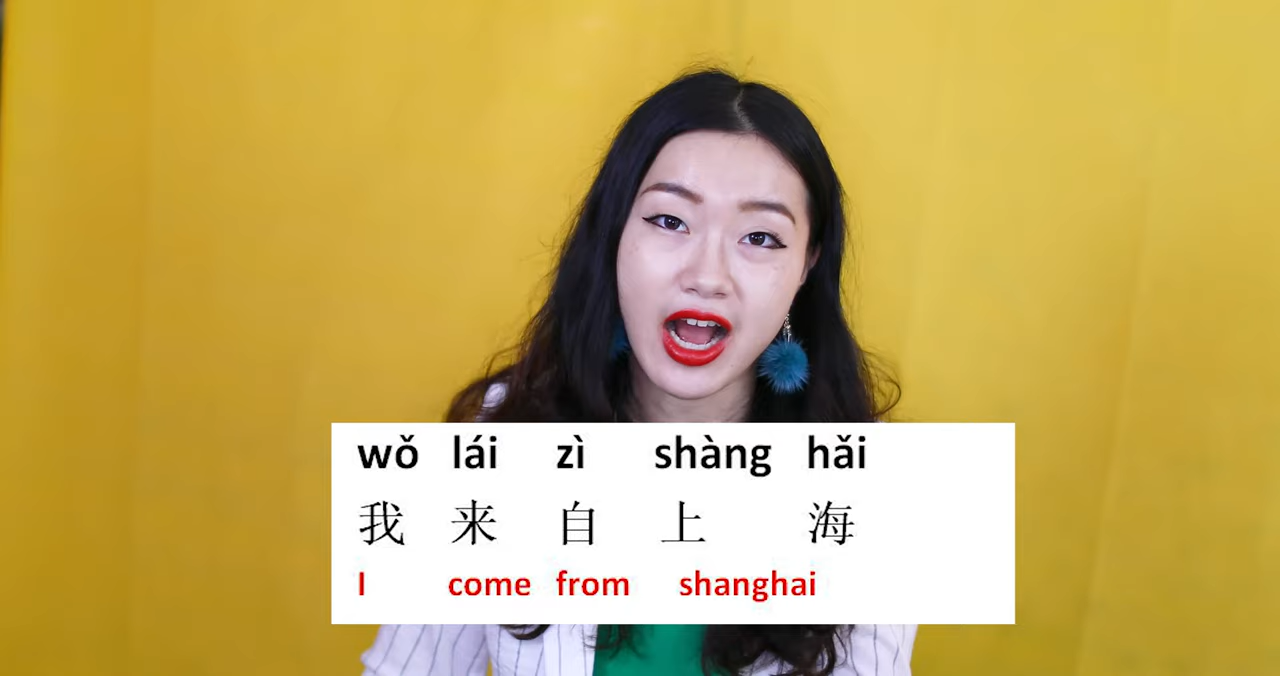 wǒ lái zì shàng hǎi
我 来 自 上 海
I come from shanghai